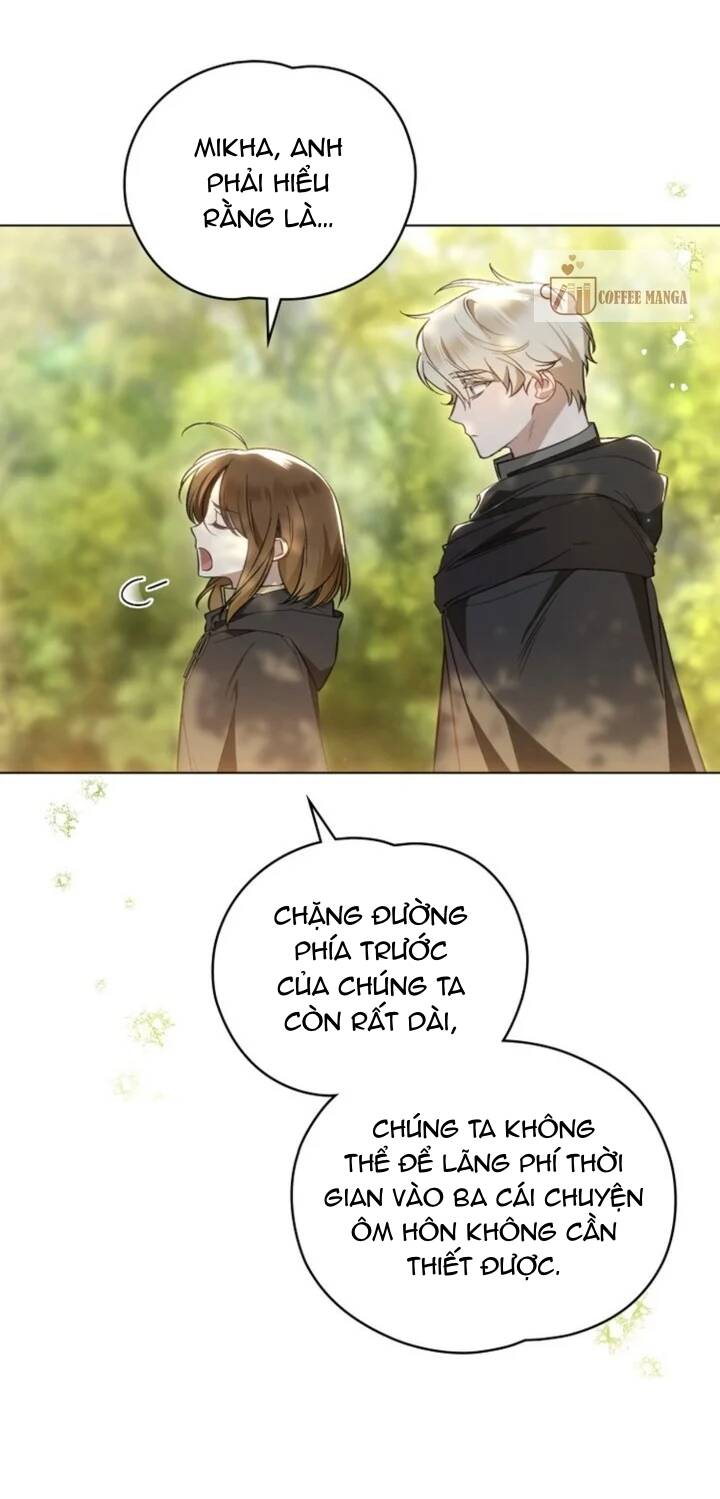 MIKHA, ANH
PHẢI HIỂU
RẰNG LÀ...
COFFEE MANGA
CHẶNG ĐƯỜNG
PHÍA TRƯỚC
CỦA CHÚNG TA
CÒN RẤT DÀI,
CHÚNG TA KHÔNG
THỂ ĐỂ LÃNG PHÍ THỜI
GIAN VÀO BA CÁI CHUYỆN
ÔM HÔN KHÔNG CẦN
THIẾT ĐƯỢC.